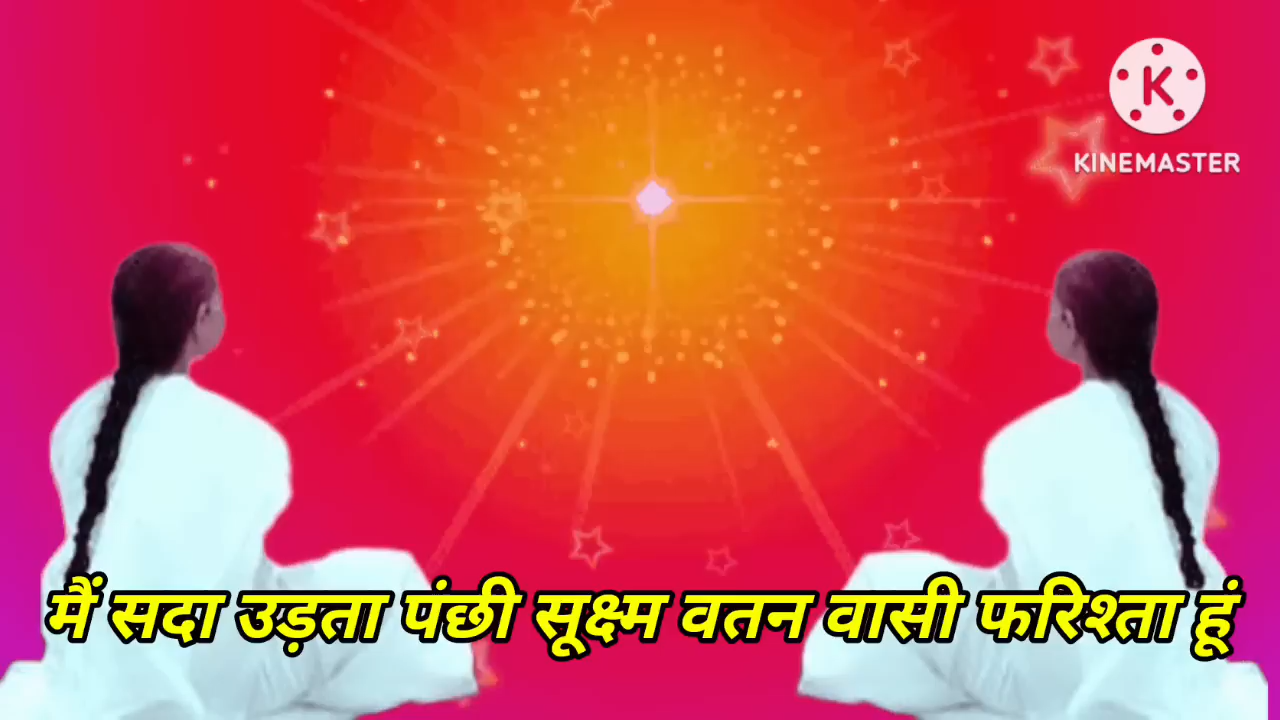 K
KINEMASTER
मैं सदा उड़ता पंछी सूक्ष्म वतन वासी फरिश्ता हूं